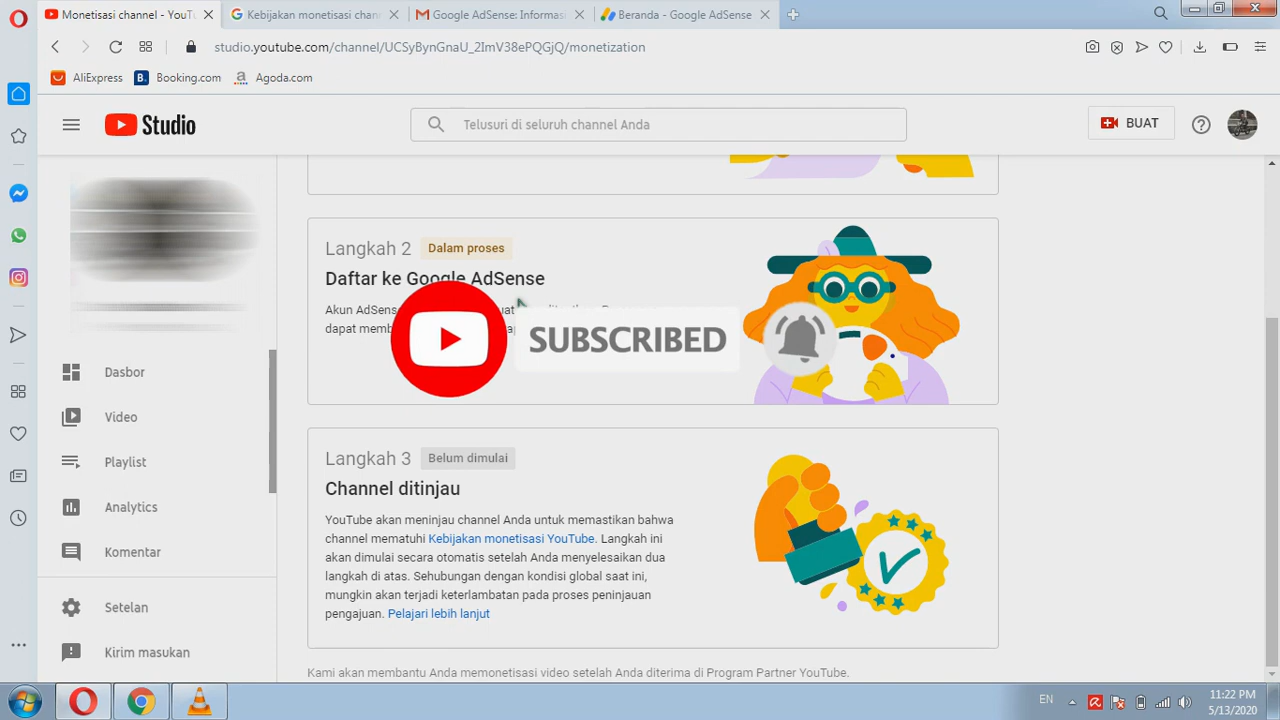 Monetisasi channel - YouT
Kebijakan monetisasi chan
Google AdSense: Informas
Beranda - Google AdSense
studio.youtube.com/channel/UCSyBynGnaU_2ImV38ePQGjQ/monetization
AliExpress
Booking.com
Agoda.com
Studio
Telusuri di seluruh channel Anda
BUAT
Langkah 2
Dalam proses
Daftar ke Google AdSense
Akun AdSens
dapat memb
SUBSCRIBED
Dasbor
Video
Playlist
Analytics
Komentar
Setelan
Kirim masukan
Langkah 3
Belum dimulai
Channel ditinjau
YouTube akan meninjau channel Anda untuk memastikan bahwa
channel mematuhi Kebijakan monetisasi YouTube. Langkah ini
akan dimulai secara otomatis setelah Anda menyelesaikan dua
langkah di atas. Sehubungan dengan kondisi global saat ini,
mungkin akan terjadi keterlambatan pada proses peninjauan
pengajuan. Pelajari lebih lanjut
Kami akan membantu Anda memonetisasi video setelah Anda diterima di Program Partner YouTube.
EN
11:22 PM
5/13/2020